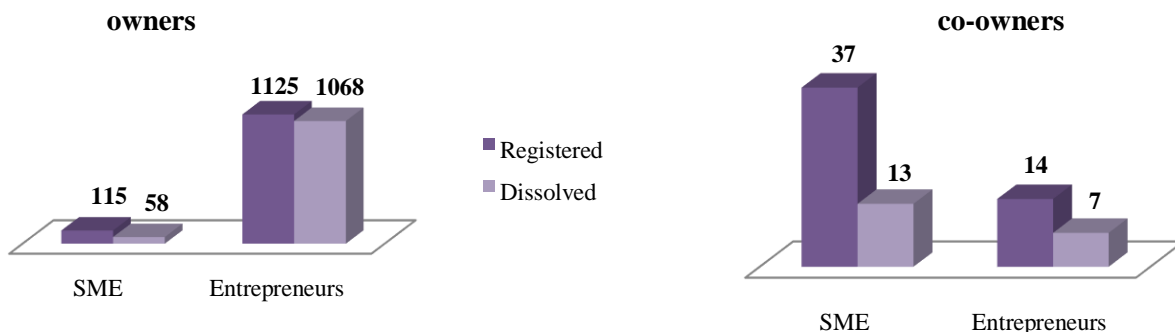 owners
1125 1068
115 58
SME Entrepreneurs
Registered
Dissolved
co-owners
37
13
14
7
SME Entrepreneurs